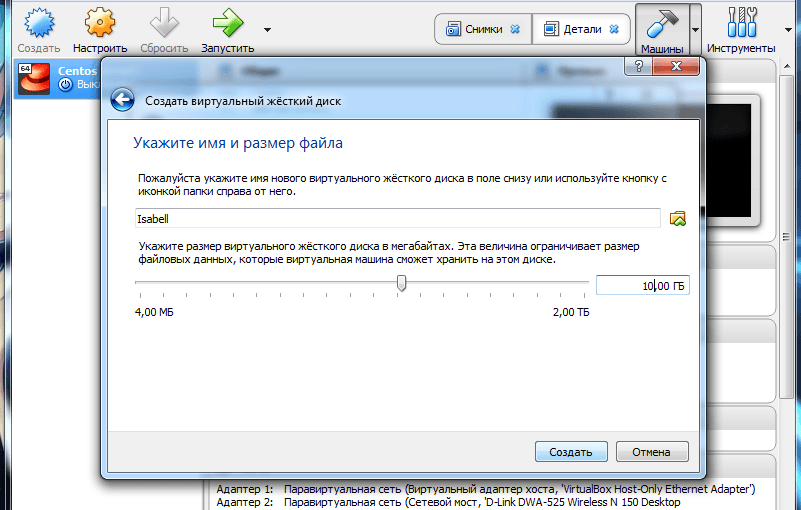 Создать
Настроить
Сбросить
Запустить
Снимки
Детали
Машины
Инструменты
64
Centos
Создать виртуальный жёсткий диск
?
Укажите имя и размер файла
Пожалуйста укажите имя нового виртуального жёсткого диска в поле снизу или используйте кнопку с
иконкой папки справа от него.
Isabell
Укажите размер виртуального жёсткого диска в мегабайтах. Эта величина ограничивает размер
файловых данных, которые виртуальная машина сможет хранить на этом диске.
10,00 ГБ
4,00 МБ
2,00 ТБ
Создать
Отмена
Адаптер 1: Паравиртуальная сеть (Виртуальный адаптер хоста, 'VirtualBox Host-Only Ethernet Adapter')
Адаптер 2: Паравиртуальная сеть (Сетевой мост, 'D-Link DWA-525 Wireless N 150 Desktop